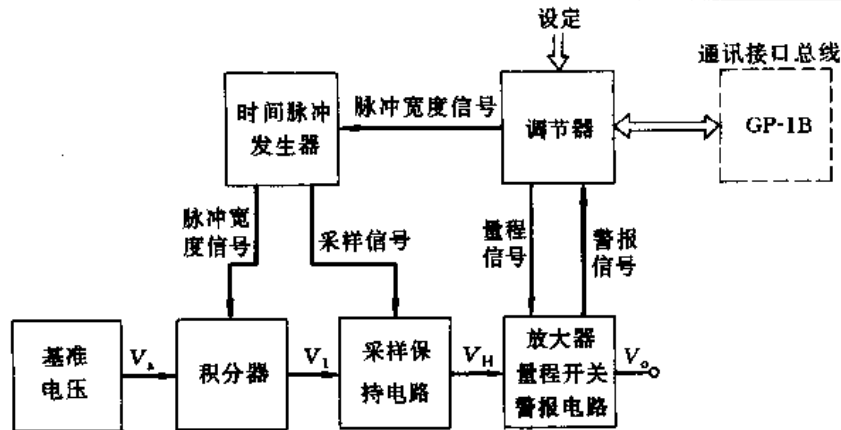 设定
通讯接口总线
时间脉冲
发生器
脉冲宽度信号
调节器
GP-1B
脉冲宽
度信号
采样信号
量程
信号
警报
信号
基准
电压
Vs
积分器
V1
采样保
持电路
VH
放大器
量程开关
警报电路
Vo